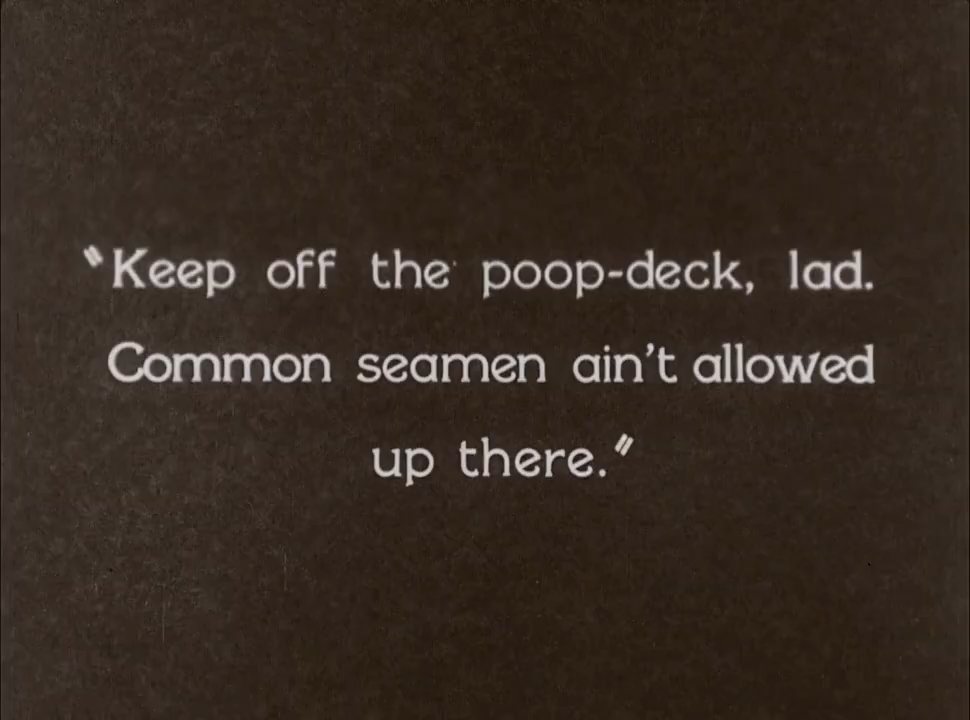 "Keep off the poop-deck, lad.
Common seamen ain't allowed
up there."